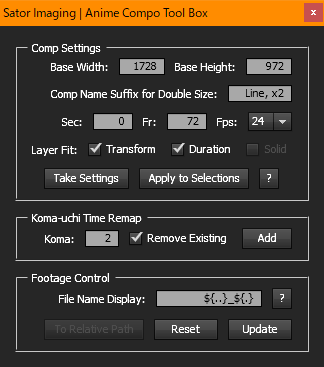 Sator Imaging | Anime Compo Tool Box x
Comp Settings
Base Width: 1728 Base Height: 972
Comp Name Suffix for Double Size: Line, x2
Sec: 0 Fr: 72 Fps: 24
Layer Fit: Transform Duration Solid
Take Settings Apply to Selections ?
Koma-uchi Time Remap
Koma: 2 Remove Existing Add
Footage Control
File Name Display: ${..}_${.} ?
To Relative Path Reset Update